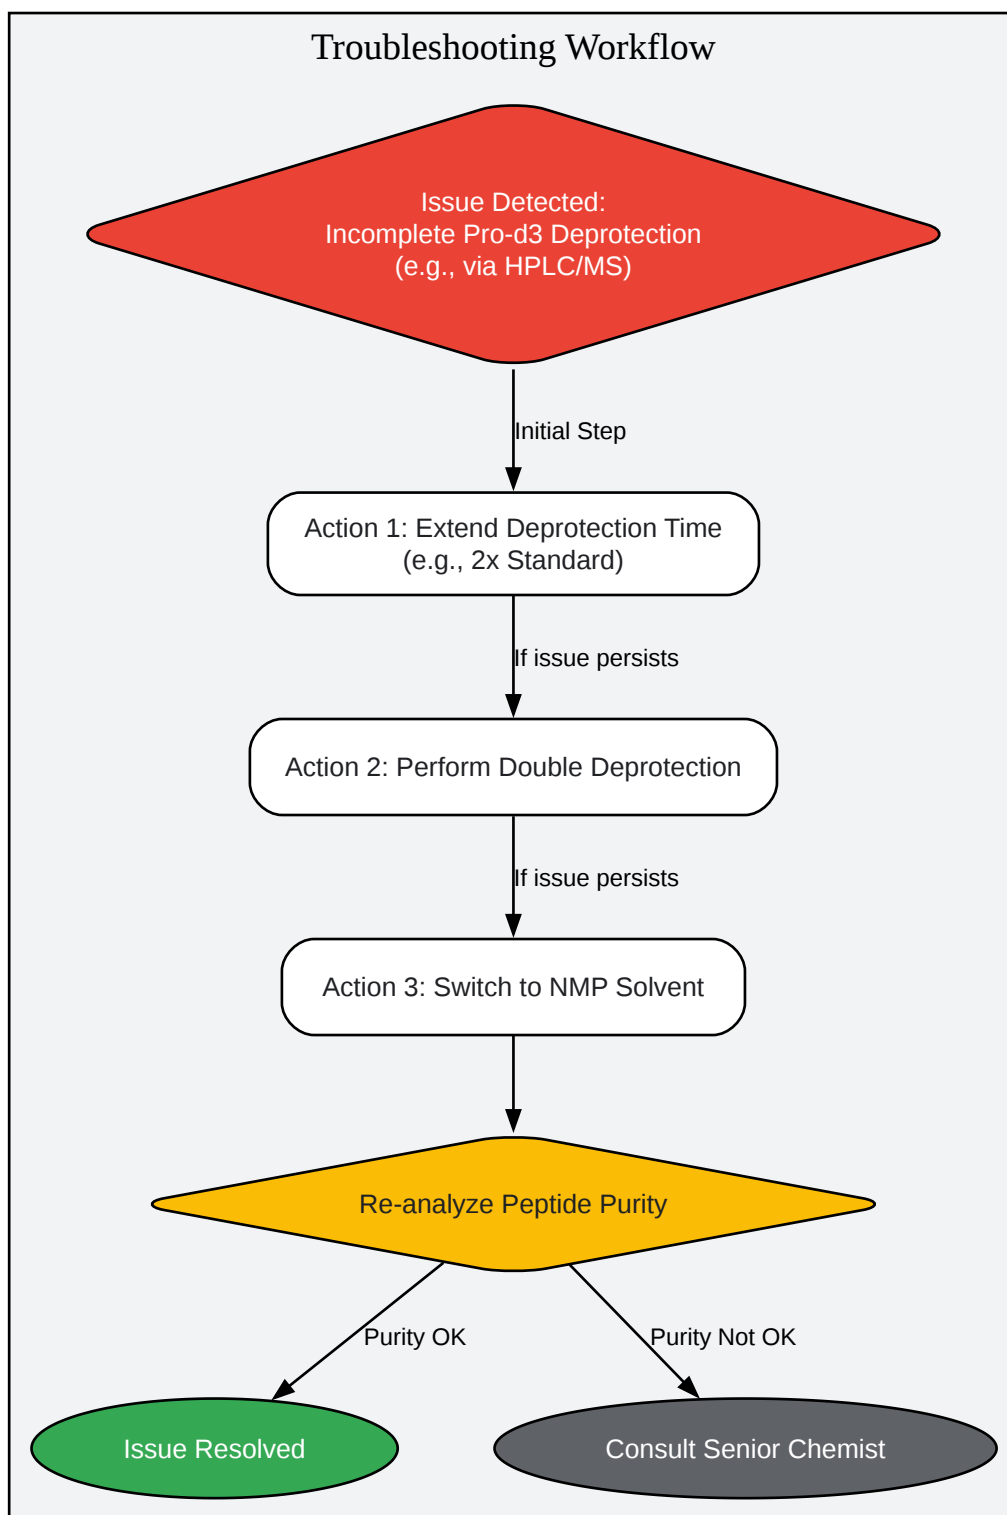 Troubleshooting Workflow
Issue Detected:
Incomplete Pro-d3 Deprotection
(e.g., via HPLC/MS)
Initial Step
Action 1: Extend Deprotection Time
(e.g., 2x Standard)
If issue persists
Action 2: Perform Double Deprotection
If issue persists
Action 3: Switch to NMP Solvent
Re-analyze Peptide Purity
Purity OK
Purity Not OK
Issue Resolved
Consult Senior Chemist